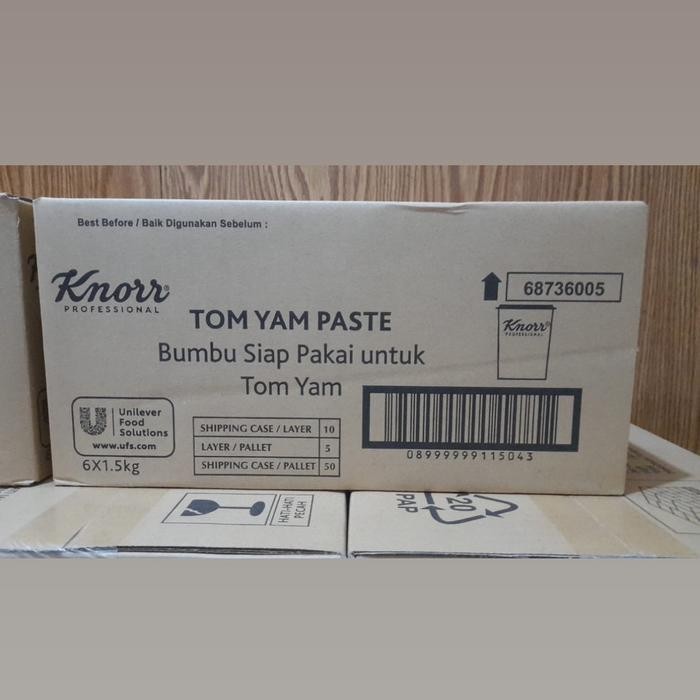 Best Before / Baik Digunakan Sebelum :
Knorr®
PROFESSIONAL
TOM YAM PASTE
Bumbu Siap Pakai untuk
Tom Yam
68736005
Knorr
PROFESSIONAL
Unilever
Food
Solutions
www.ufs.com
6X1.5kg
SHIPPING CASE / LAYER 10
LAYER / PALLET 5
SHIPPING CASE / PALLET 50
08999999115043
HATI-HATI
PECAH
20
PAP